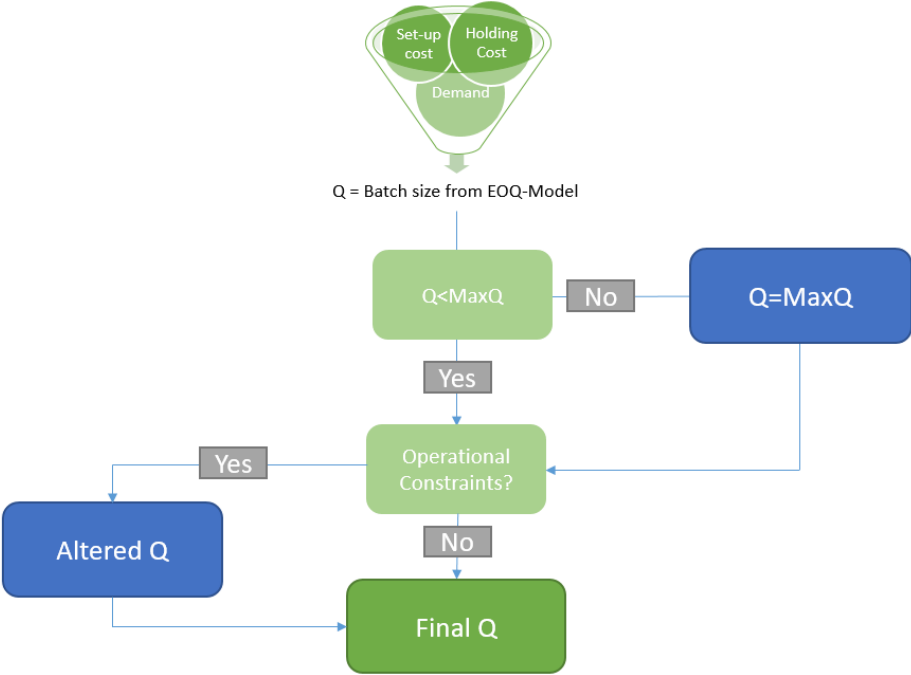 Set-up
cost
Holding
Cost
Demand
Q = Batch size from EOQ-Model
Q<MaxQ
No
Q=MaxQ
Yes
Operational
Constraints?
Yes
No
Altered Q
Final Q